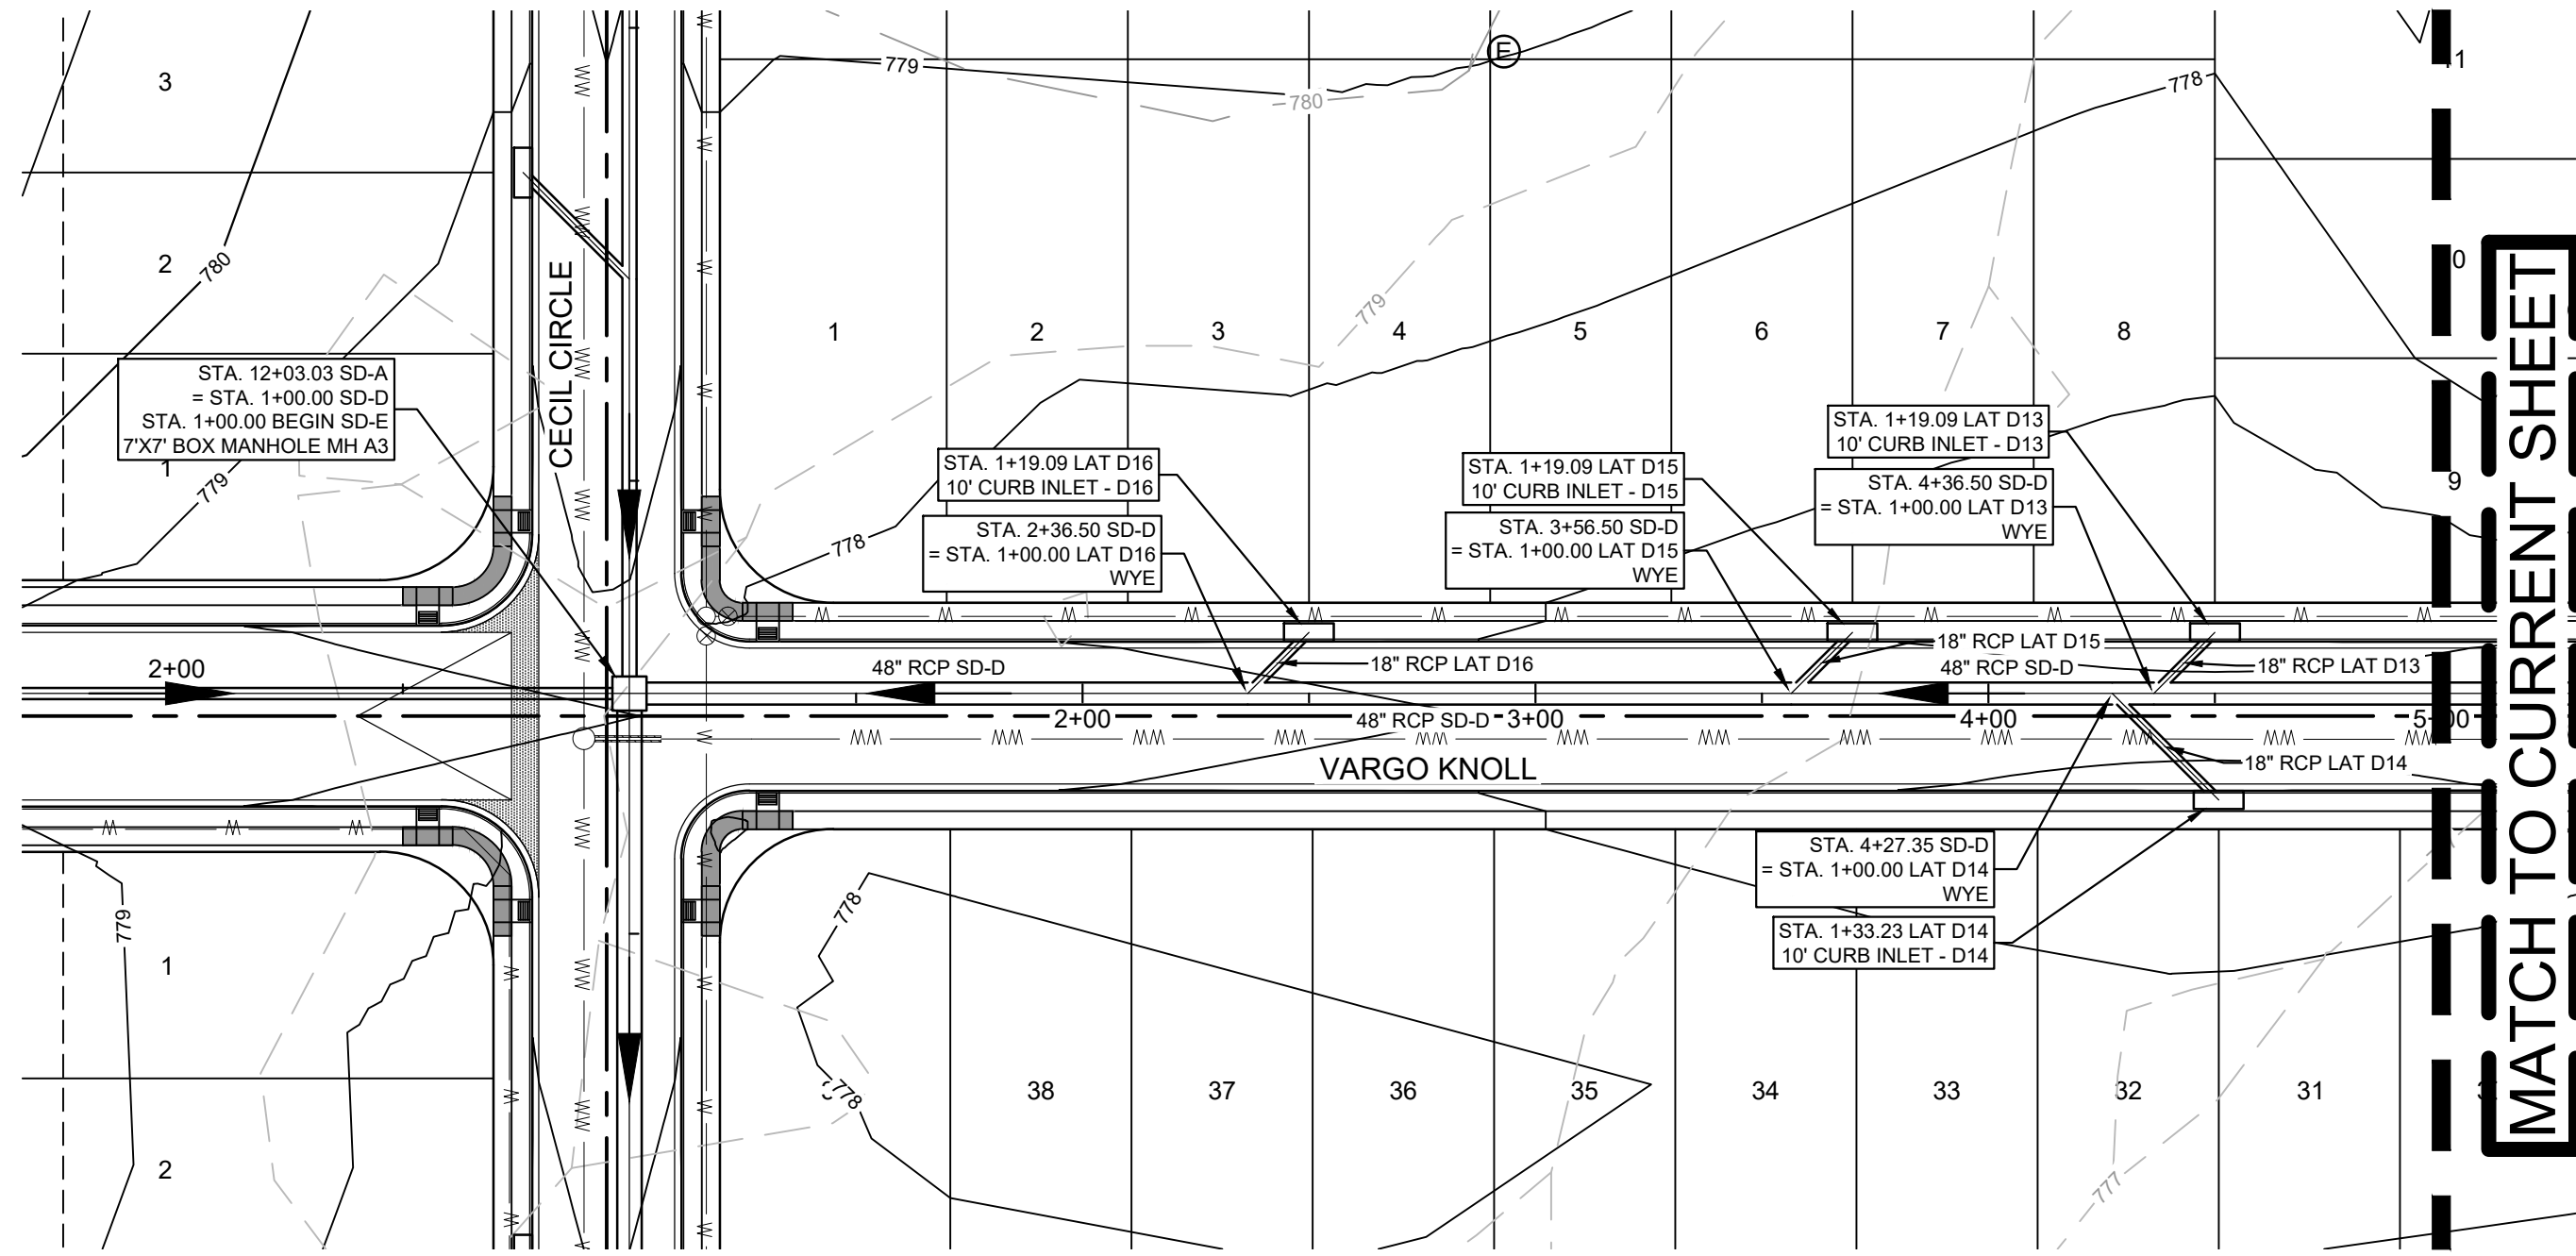 3
2
780
STA. 12+03.03 SD-A
= STA. 1+00.00 SD-D
STA. 1+00.00 BEGIN SD-E
7'X7' BOX MANHOLE MH A3
1
779
CECIL CIRCLE
779
780
E
778
779
1
2
3
4
5
6
7
8
9
STA. 1+19.09 LAT D16
10' CURB INLET - D16
STA. 2+36.50 SD-D
= STA. 1+00.00 LAT D16
WYE
778
STA. 1+19.09 LAT D15
10' CURB INLET - D15
STA. 3+56.50 SD-D
= STA. 1+00.00 LAT D15
WYE
STA. 1+19.09 LAT D13
10' CURB INLET - D13
STA. 4+36.50 SD-D
= STA. 1+00.00 LAT D13
WYE
2+00
48" RCP SD-D
18" RCP LAT D16
18" RCP LAT D15
48" RCP SD-D
18" RCP LAT D13
2+00
48" RCP SD-D
3+00
4+00
5+00
18" RCP LAT D14
VARGO KNOLL
STA. 4+27.35 SD-D
= STA. 1+00.00 LAT D14
WYE
STA. 1+33.23 LAT D14
10' CURB INLET - D14
779
778
1
2
778
38
37
36
35
34
33
32
31
777
MATCH TO CURRENT SHEET